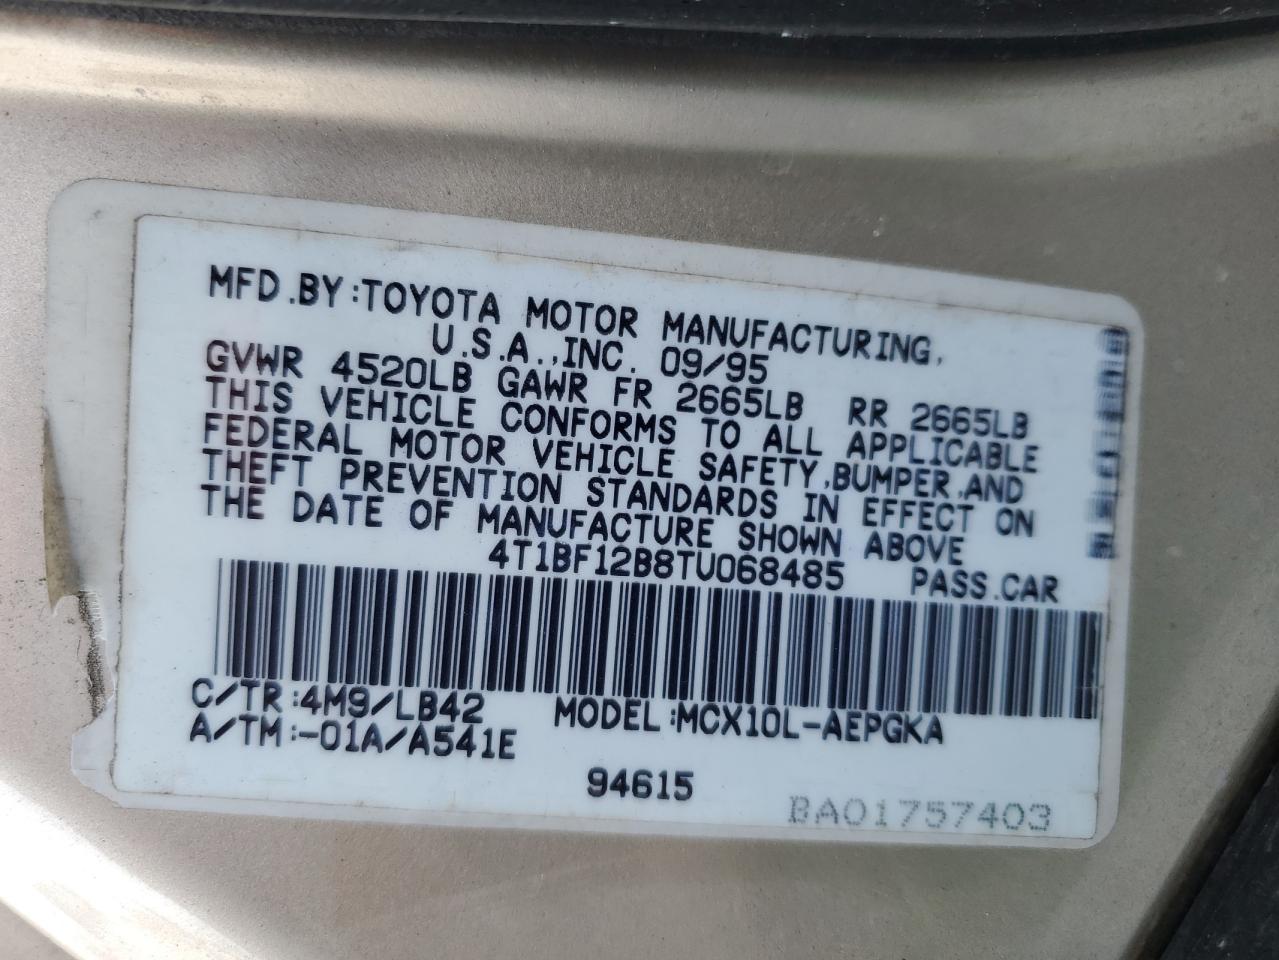 MFD.BY:TOYOTA MOTOR MANUFACTURING,
U.S.A.,INC. 09/95
GVWR 4520LB GAWR FR 2665LB RR 2665LB
THIS VEHICLE CONFORMS TO ALL APPLICABLE
FEDERAL MOTOR VEHICLE SAFETY,BUMPER,AND
THEFT PREVENTION STANDARDS IN EFFECT ON
THE DATE OF MANUFACTURE SHOWN ABOVE
4T1BF12B8TU068485 PASS.CAR
C/TR:4M9/LB42 MODEL:MCX10L-AEPGKA
A/TM:-01A/A541E
94615
BA01757403